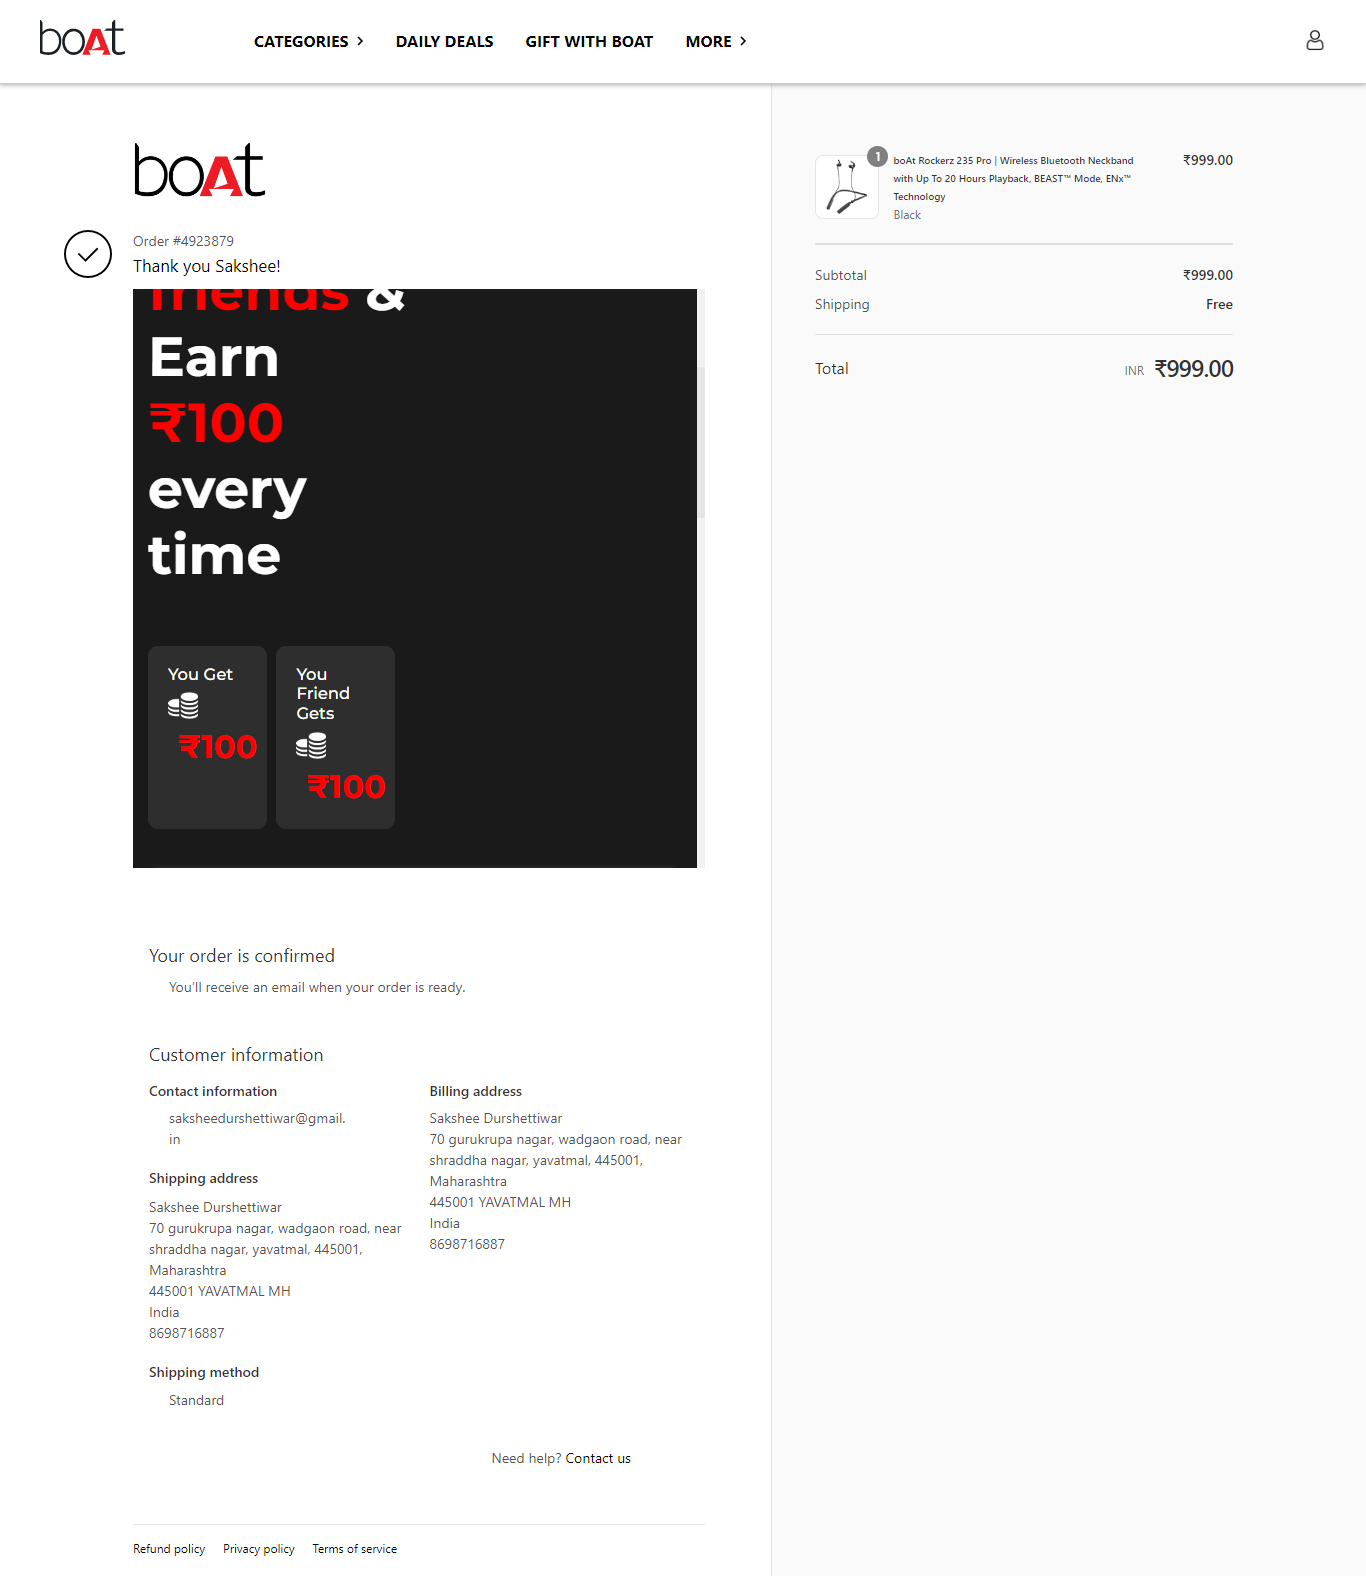 boAt
CATEGORIES
DAILY DEALS
GIFT WITH BOAT
MORE
boAt
Order #4923879
Thank you Sakshee!
friends &
Earn
₹100
every
time
You Get
₹100
You
Friend
Gets
₹100
Your order is confirmed
You’ll receive an email when your order is ready.
Customer information
Contact information
saksheedurshettiwar@gmail.
in
Shipping address
Sakshee Durshettiwar
70 gurukrupa nagar, wadgaon road, near
shraddha nagar, yavatmal, 445001,
Maharashtra
445001 YAVATMAL MH
India
8698716887
Shipping method
Standard
Billing address
Sakshee Durshettiwar
70 gurukrupa nagar, wadgaon road, near
shraddha nagar, yavatmal, 445001,
Maharashtra
445001 YAVATMAL MH
India
8698716887
Need help? Contact us
Refund policy
Privacy policy
Terms of service
1
boAt Rockerz 235 Pro | Wireless Bluetooth Neckband
with Up To 20 Hours Playback, BEAST™ Mode, ENx™
Technology
Black
₹999.00
Subtotal ₹999.00
Shipping Free
Total INR ₹999.00